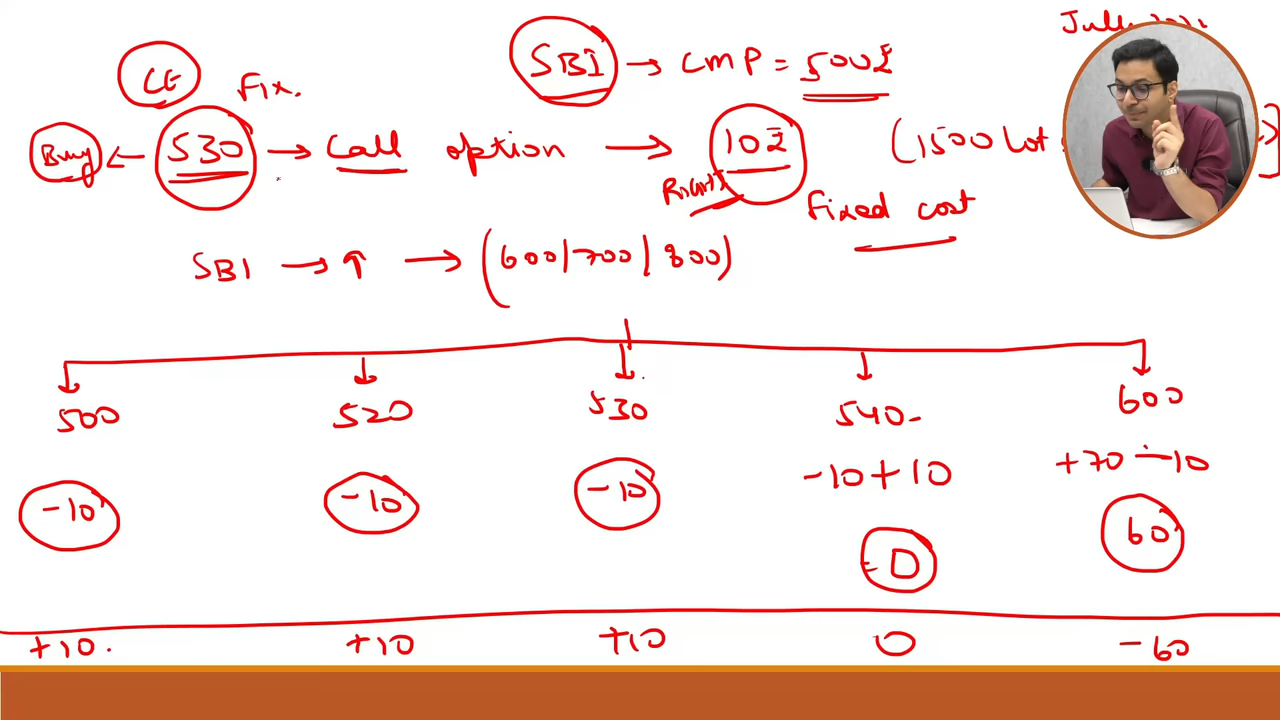 SBI → CMP = 500₹
CE Fix.
Buy ← 530 → Call option → 10₹ (1500 Lot
Fixed cost
SBI → ↑ → (600/700/800)
500 520 530 540 600
-10 -10 -10 -10+10 +70-10
= 0 60
+10. +10 +10 0 -60